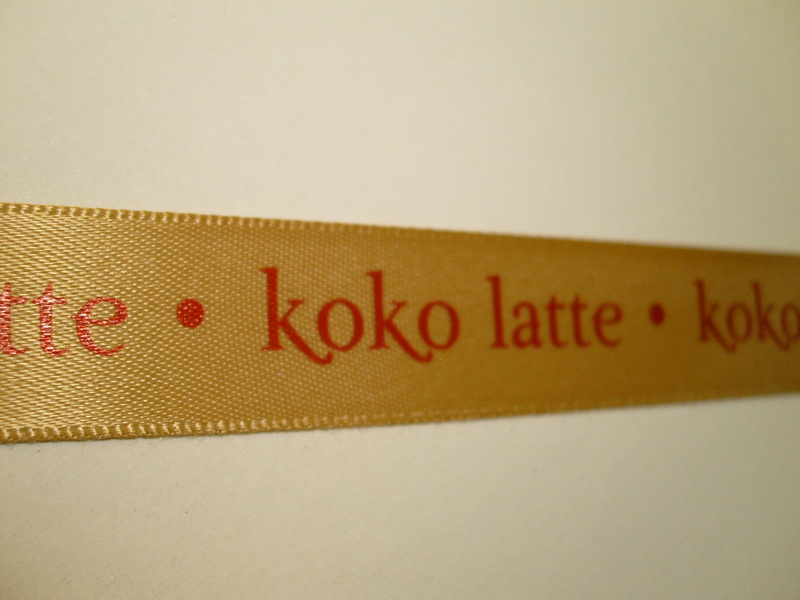 tte • koko latte • koko